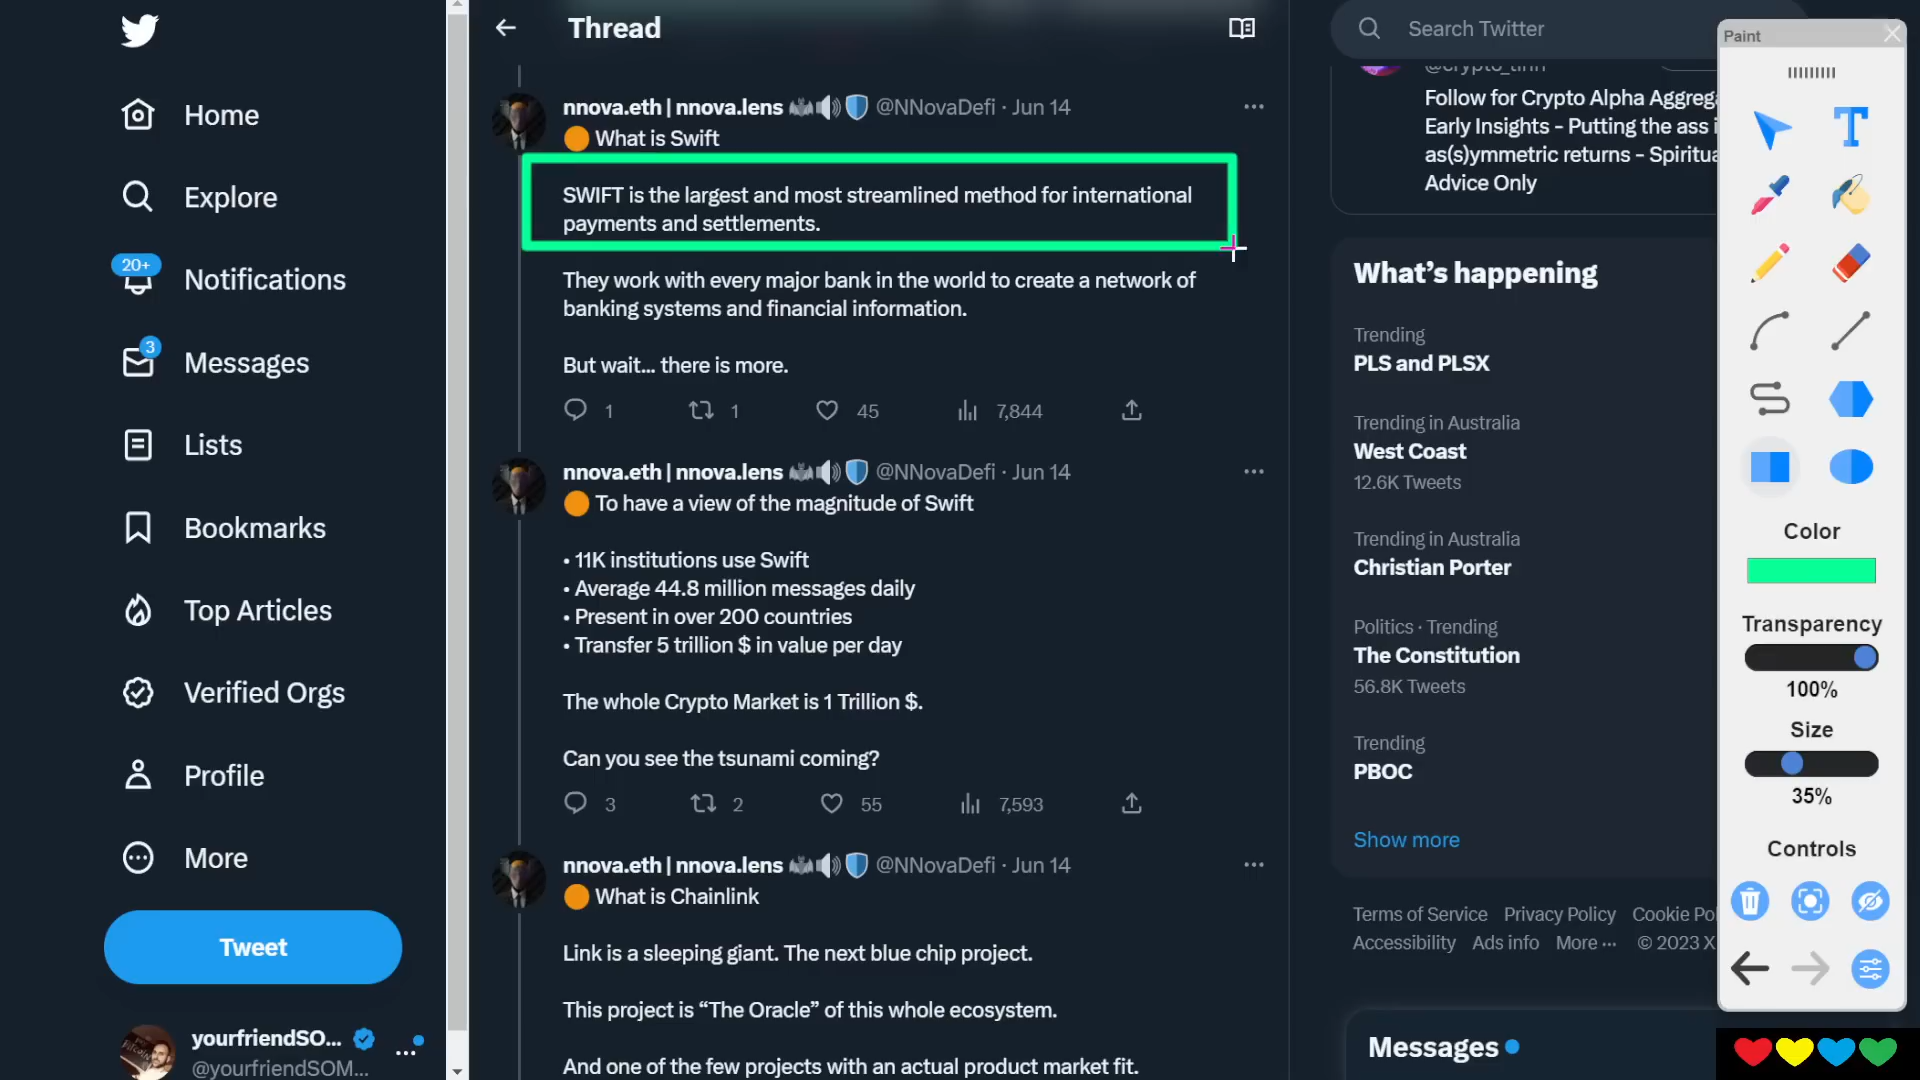 Home
Explore
20+
Notifications
3
Messages
Lists
Bookmarks
Top Articles
Verified Orgs
Profile
More
Tweet
yourfriendSO...
@yourfriendSOM...
Thread
nnova.eth | nnova.lens @NNovaDefi · Jun 14
What is Swift
SWIFT is the largest and most streamlined method for international
payments and settlements.
They work with every major bank in the world to create a network of
banking systems and financial information.
But wait... there is more.
1 1 45 7,844
nnova.eth | nnova.lens @NNovaDefi · Jun 14
To have a view of the magnitude of Swift
• 11K institutions use Swift
• Average 44.8 million messages daily
• Present in over 200 countries
• Transfer 5 trillion $ in value per day
The whole Crypto Market is 1 Trillion $.
Can you see the tsunami coming?
3 2 55 7,593
nnova.eth | nnova.lens @NNovaDefi · Jun 14
What is Chainlink
Link is a sleeping giant. The next blue chip project.
This project is “The Oracle” of this whole ecosystem.
And one of the few projects with an actual product market fit.
Search Twitter
Follow for Crypto Alpha Aggrega
Early Insights - Putting the ass i
as(s)ymmetric returns - Spiritua
Advice Only
What’s happening
Trending
PLS and PLSX
Trending in Australia
West Coast
12.6K Tweets
Trending in Australia
Christian Porter
Politics · Trending
The Constitution
56.8K Tweets
Trending
PBOC
Show more
Terms of Service Privacy Policy Cookie Pol
Accessibility Ads info More ··· © 2023 X
Messages
Paint
T
Color
Transparency
100%
Size
35%
Controls